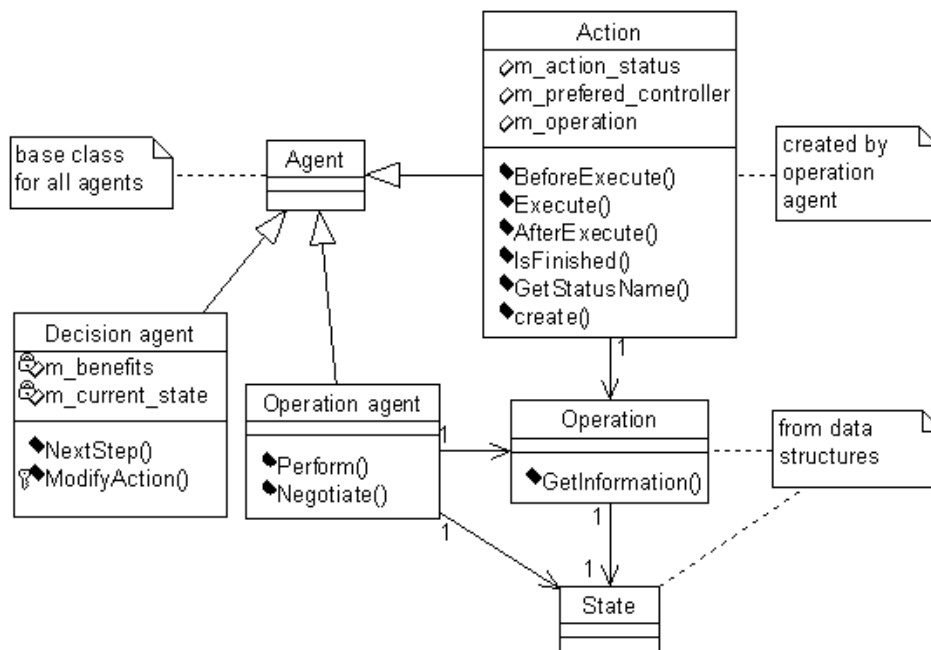 Action
m_action_status
m_prefered_controller
m_operation
BeforeExecute()
Execute()
AfterExecute()
IsFinished()
GetStatusName()
create()
1
base class
for all agents
Agent
created by
operation
agent
Decision agent
m_benefits
m_current_state
NextStep()
ModifyAction()
Operation agent
Perform()
Negotiate()
1
1
Operation
GetInformation()
1
1
from data
structures
State